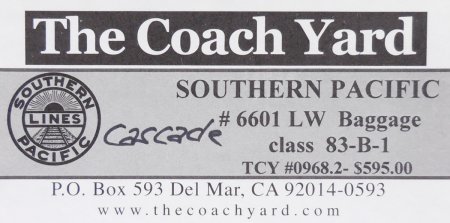 The Coach Yard
SOUTHERN PACIFIC
SOUTHERN
LINES
PACIFIC
Cascade
# 6601 LW Baggage
class 83-B-1
TCY #0968.2- $595.00
P.O. Box 593 Del Mar, CA 92014-0593
www.thecoachyard.com